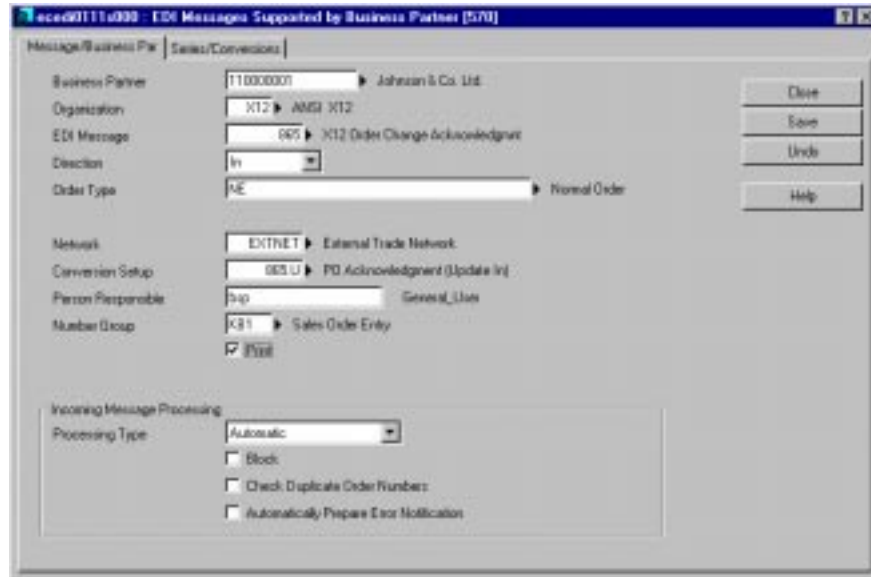 ecedi0111s000 : EDI Messages Supported by Business Partner [570]
Message/Business Par Series/Conversions
Business Partner 110000001 Johnson & Co. Ltd. Close
Organization X12 ANSI X12 Save
EDI Message 865 X12 Order Change Acknowledgmnt Undo
Direction In
Order Type NE Normal Order Help
Network EXTNET External Trade Network
Conversion Setup 865.U PO Acknowledgment (Update In)
Person Responsible General_User
Number Group Sales Order Entry
Print
Incoming Message Processing
Processing Type Automatic
Block
Check Duplicate Order Numbers
Automatically Prepare Error Notification